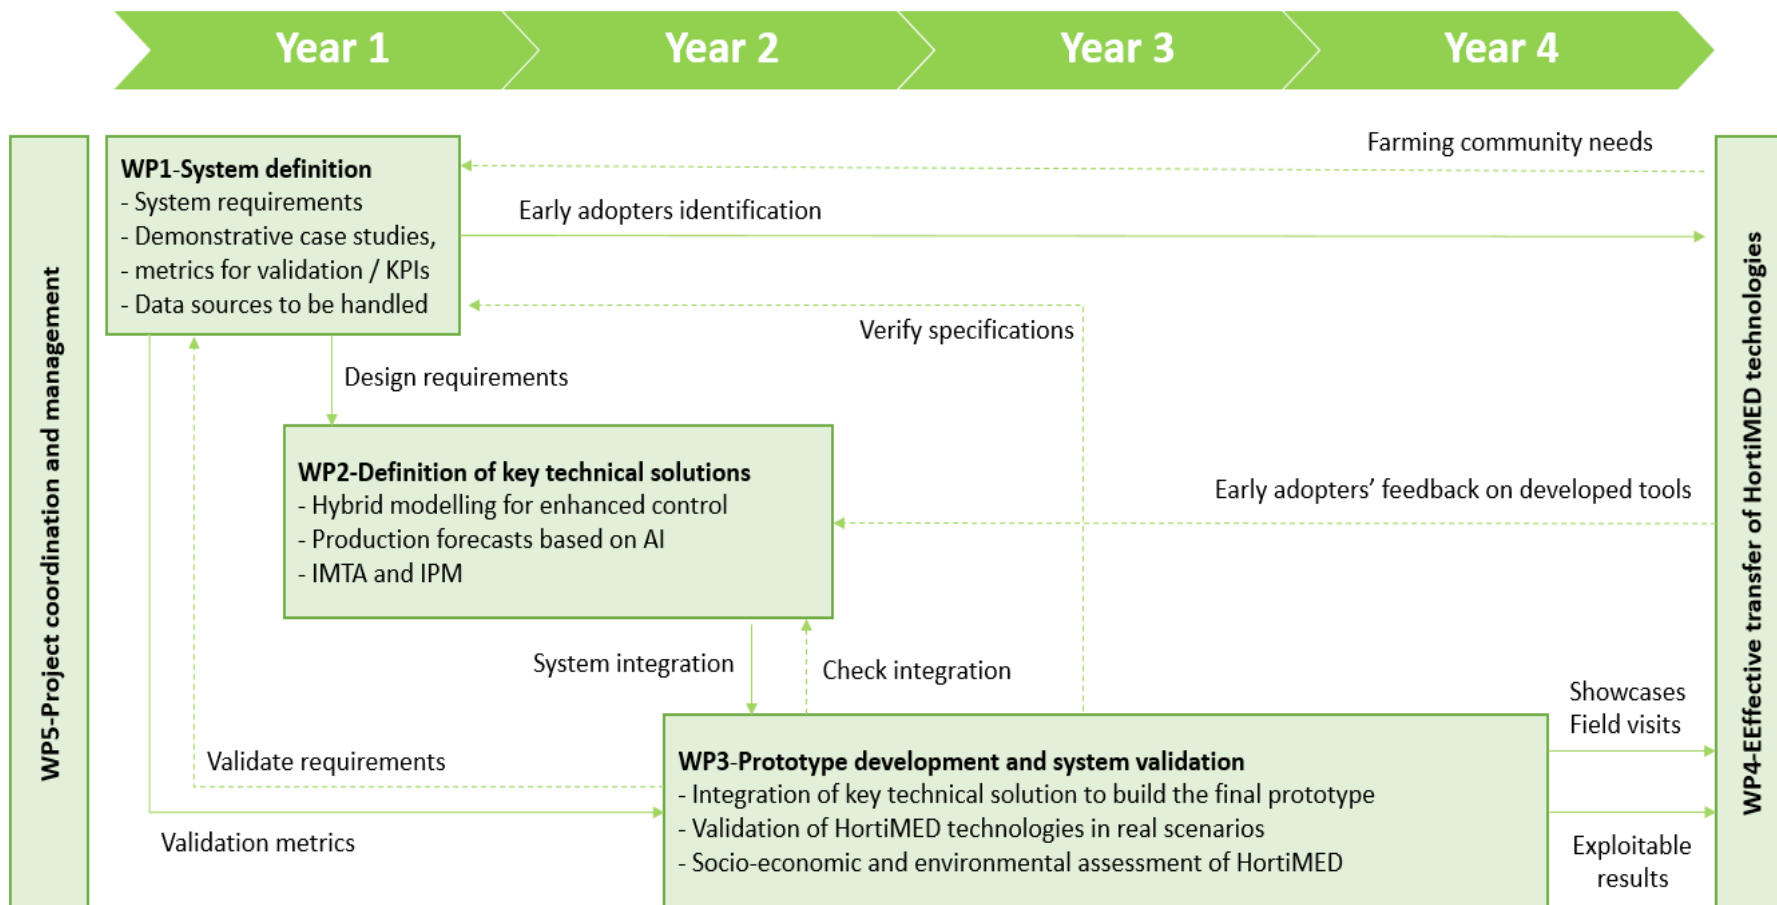 Year 1
Year 2
Year 3
Year 4
WP5-Project coordination and management
WP1-System definition
- System requirements
- Demonstrative case studies,
- metrics for validation / KPIs
- Data sources to be handled
Farming community needs
Early adopters identification
Verify specifications
Design requirements
WP2-Definition of key technical solutions
- Hybrid modelling for enhanced control
- Production forecasts based on AI
- IMTA and IPM
Early adopters’ feedback on developed tools
System integration
Check integration
Validate requirements
Validation metrics
WP3-Prototype development and system validation
- Integration of key technical solution to build the final prototype
- Validation of HortiMED technologies in real scenarios
- Socio-economic and environmental assessment of HortiMED
Showcases
Field visits
Exploitable
results
WP4-EEffective transfer of HortiMED technologies